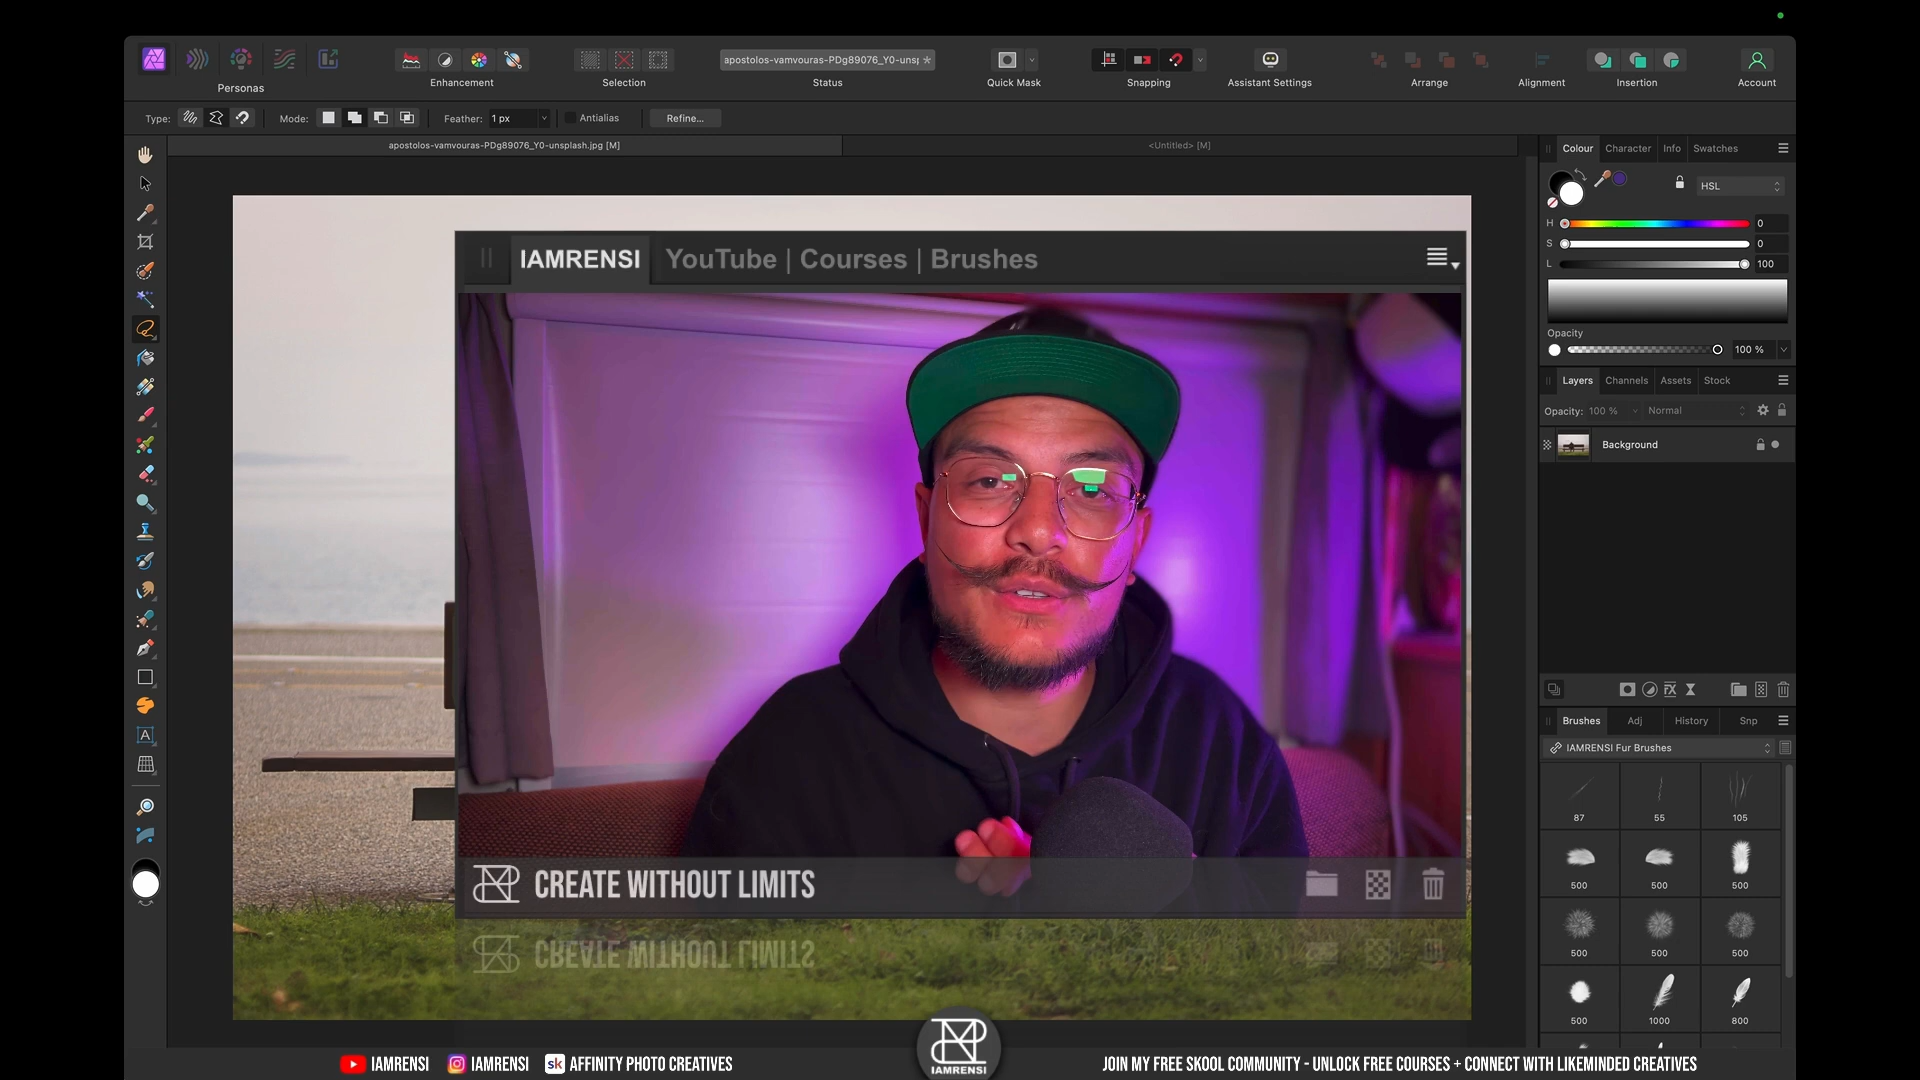 Personas
Enhancement
Selection
apostolos-vamvouras-PDg89076_Y0-uns *
Status
Quick Mask
Snapping
Assistant Settings
Arrange
Alignment
Insertion
Account
Type:
Mode:
Feather: 1 px
Antialias
Refine...
apostolos-vamvouras-PDg89076_Y0-unsplash.jpg [M]
<Untitled> [M]
Colour Character Info Swatches
HSL
H 0
S 0
L 100
Opacity
100 %
Layers Channels Assets Stock
Opacity: 100 % Normal
Background
IAMRENSI YouTube | Courses | Brushes
CREATE WITHOUT LIMITS
Brushes Adj History Snp
IAMRENSI Fur Brushes
87 55 105
500 500 500
500 500 500
500 1000 800
IAMRENSI
IAMRENSI
sk AFFINITY PHOTO CREATIVES
IAMRENSI
JOIN MY FREE SKOOL COMMUNITY - UNLOCK FREE COURSES + CONNECT WITH LIKEMINDED CREATIVES